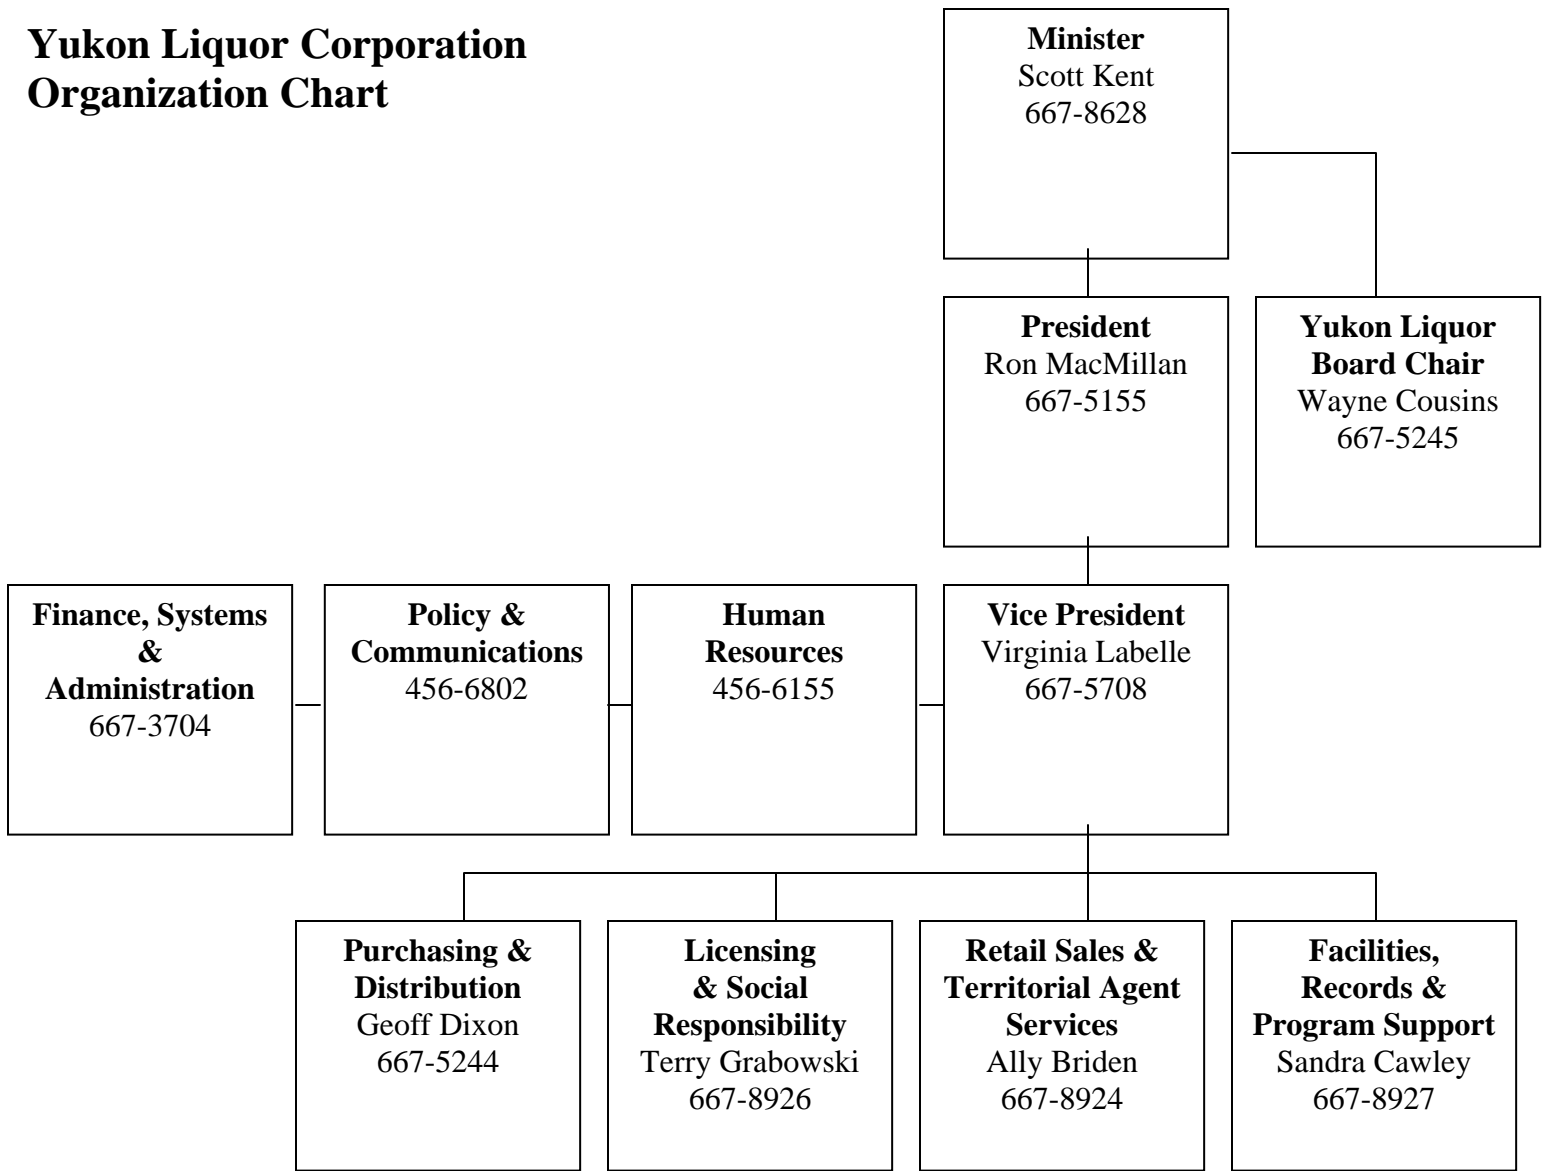 Yukon Liquor Corporation
Organization Chart
Minister
Scott Kent
667-8628
President
Ron MacMillan
667-5155
Yukon Liquor
Board Chair
Wayne Cousins
667-5245
Finance, Systems
&
Administration
667-3704
Policy &
Communications
456-6802
Human
Resources
456-6155
Vice President
Virginia Labelle
667-5708
Purchasing &
Distribution
Geoff Dixon
667-5244
Licensing
& Social
Responsibility
Terry Grabowski
667-8926
Retail Sales &
Territorial Agent
Services
Ally Briden
667-8924
Facilities,
Records &
Program Support
Sandra Cawley
667-8927